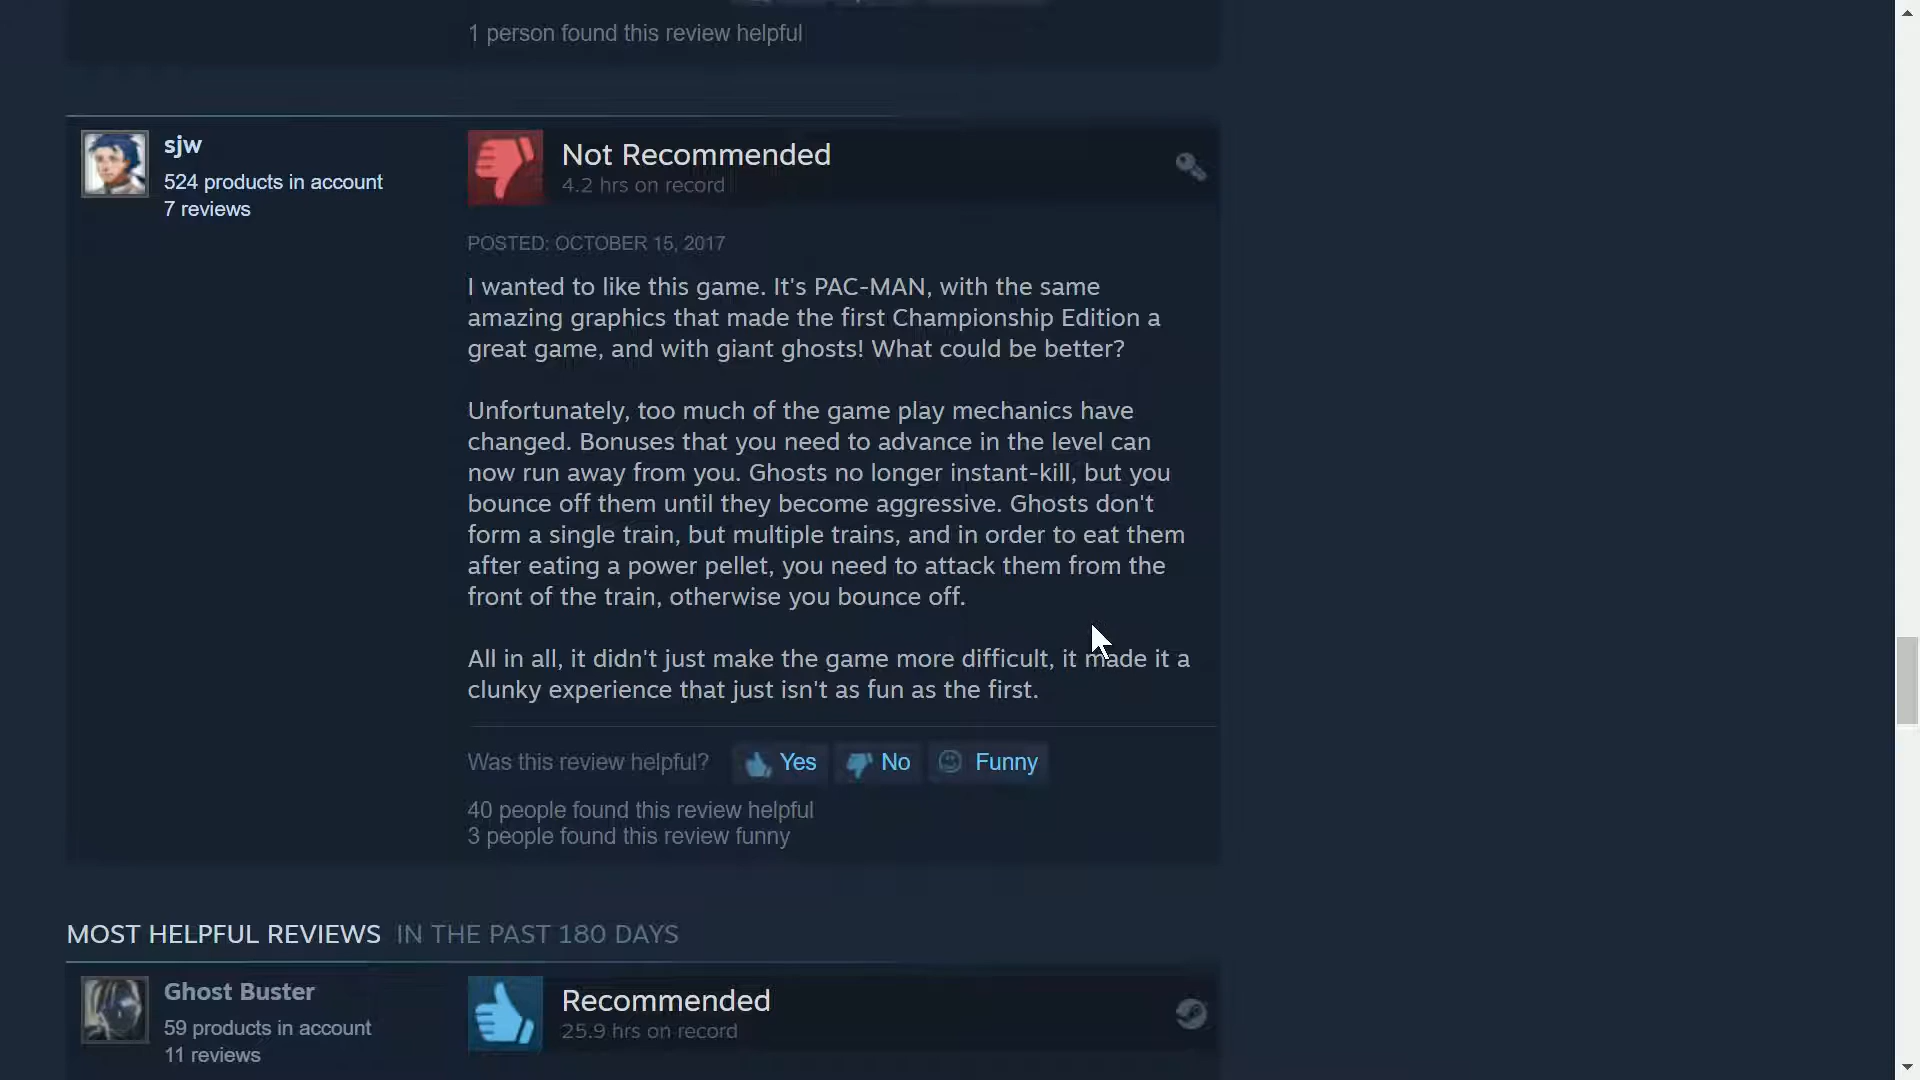 1 person found this review helpful
sjw
524 products in account
7 reviews
Not Recommended
4.2 hrs on record
POSTED: OCTOBER 15, 2017
I wanted to like this game. It's PAC-MAN, with the same
amazing graphics that made the first Championship Edition a
great game, and with giant ghosts! What could be better?
Unfortunately, too much of the game play mechanics have
changed. Bonuses that you need to advance in the level can
now run away from you. Ghosts no longer instant-kill, but you
bounce off them until they become aggressive. Ghosts don't
form a single train, but multiple trains, and in order to eat them
after eating a power pellet, you need to attack them from the
front of the train, otherwise you bounce off.
All in all, it didn't just make the game more difficult, it made it a
clunky experience that just isn't as fun as the first.
Was this review helpful? Yes No Funny
40 people found this review helpful
3 people found this review funny
MOST HELPFUL REVIEWS IN THE PAST 180 DAYS
Ghost Buster
59 products in account
11 reviews
Recommended
25.9 hrs on record